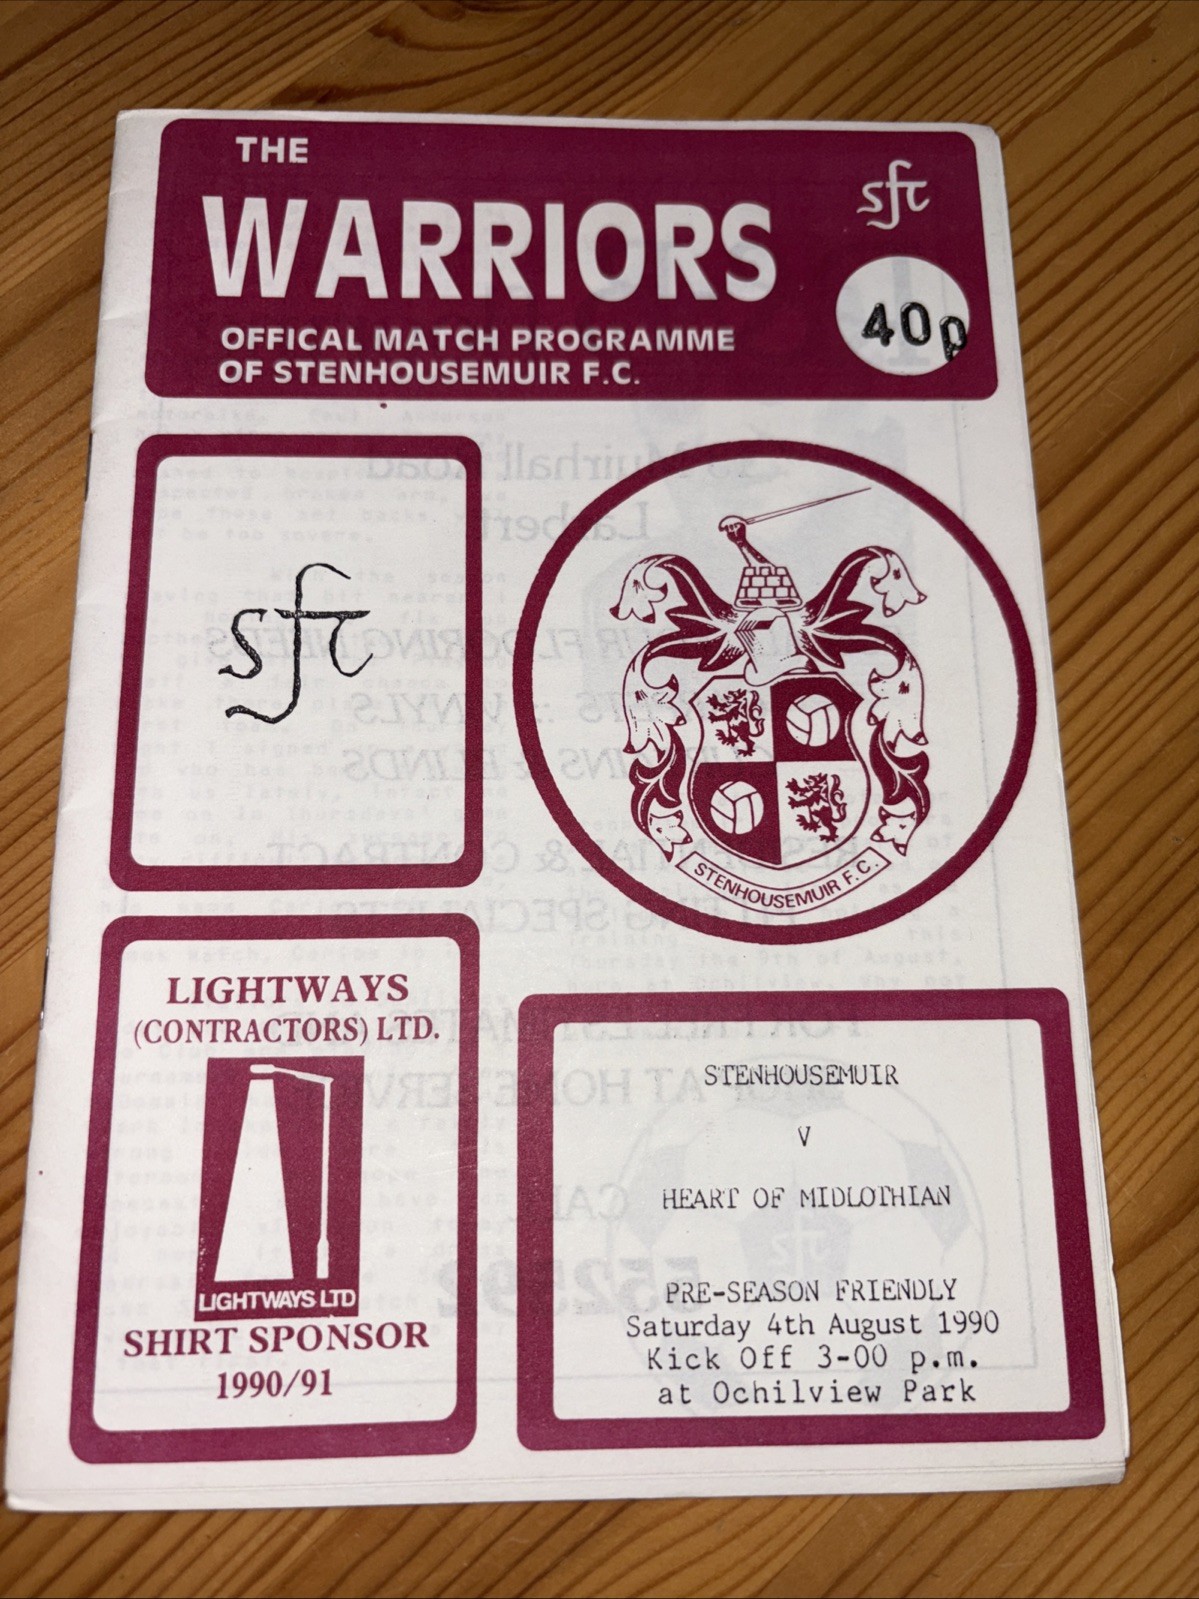 THE
WARRIORS
OFFICAL MATCH PROGRAMME
OF STENHOUSEMUIR F.C.
sfc
40p
sfc
STENHOUSEMUIR F.C.
LIGHTWAYS
(CONTRACTORS) LTD.
LIGHTWAYS LTD
SHIRT SPONSOR
1990/91
STENHOUSEMUIR
V
HEART OF MIDLOTHIAN
PRE-SEASON FRIENDLY
Saturday 4th August 1990
Kick Off 3-00 p.m.
at Ochilview Park